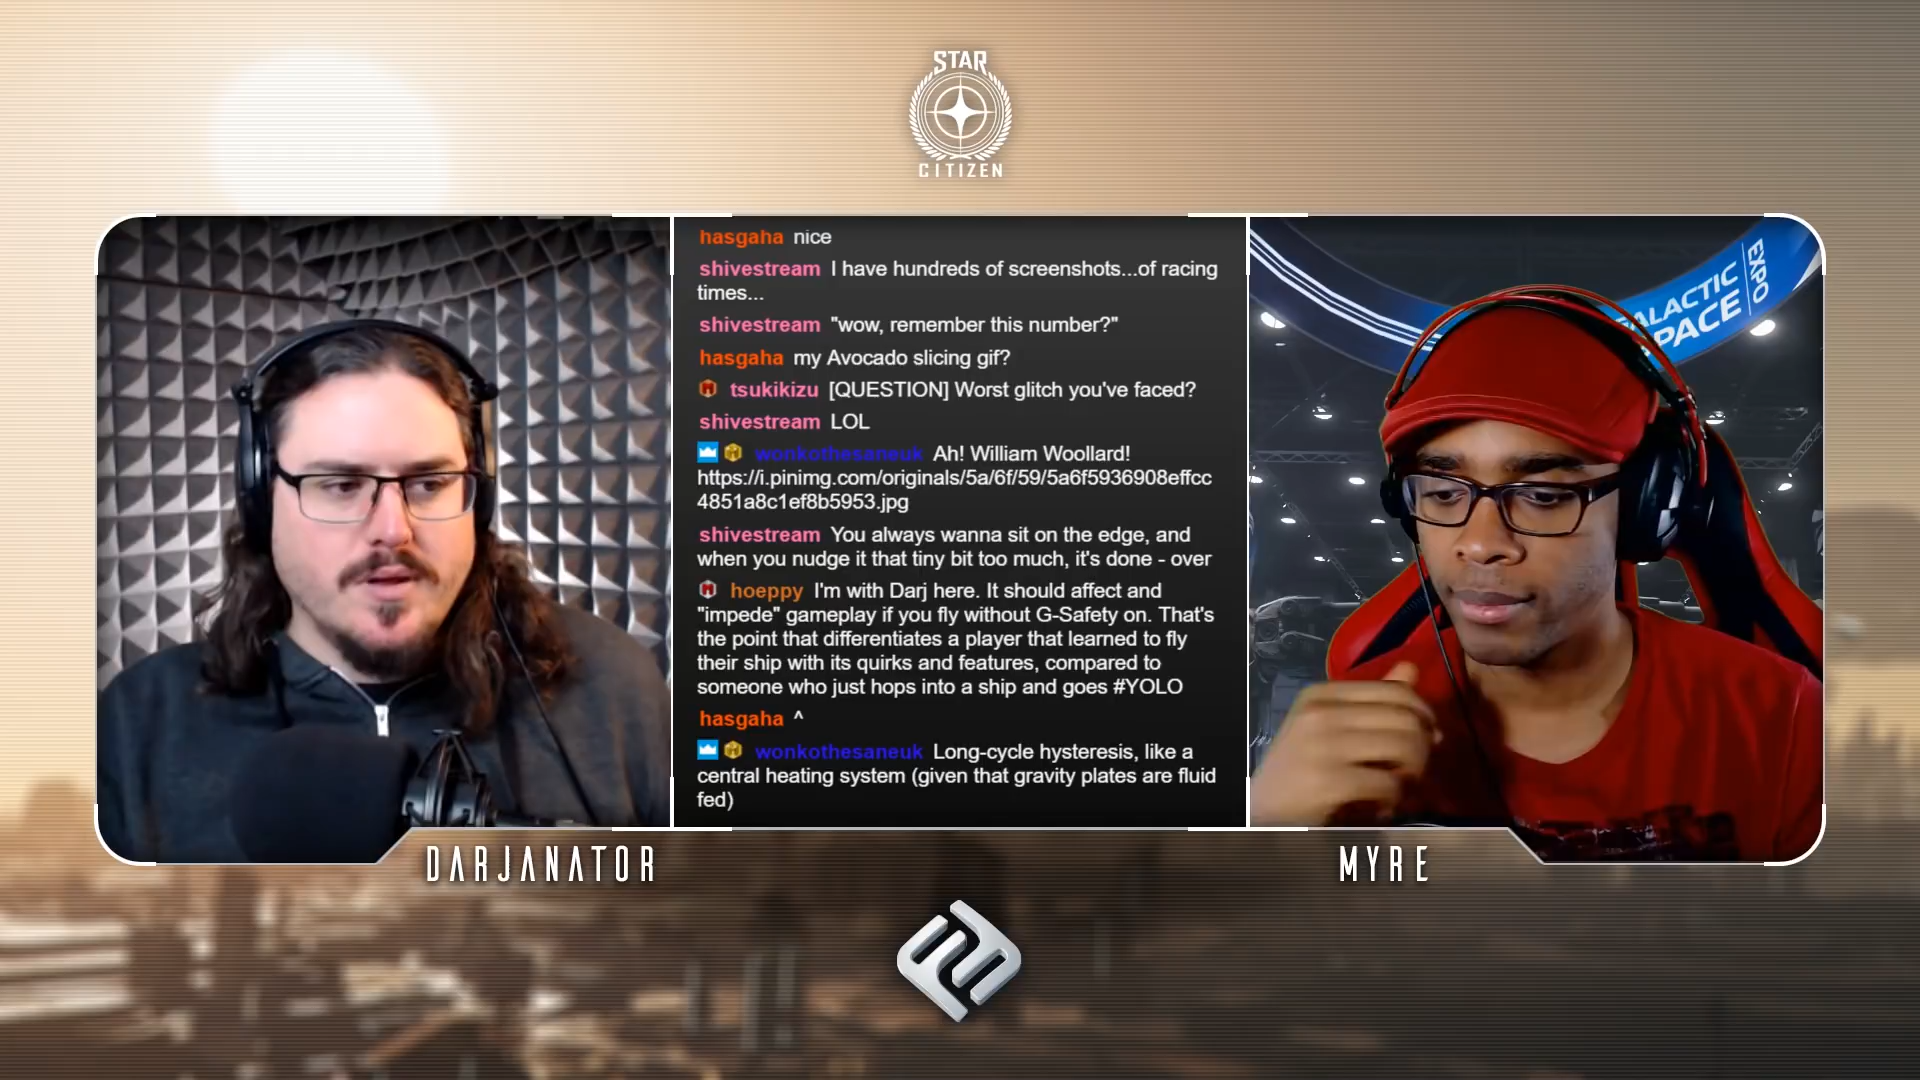 STAR
CITIZEN
hasgaha nice
shivestream I have hundreds of screenshots...of racing
times...
shivestream "wow, remember this number?"
hasgaha my Avocado slicing gif?
tsukikizu [QUESTION] Worst glitch you've faced?
shivestream LOL
wonkothesaneuk Ah! William Woollard!
https://i.pinimg.com/originals/5a/6f/59/5a6f5936908effcc
4851a8c1ef8b5953.jpg
shivestream You always wanna sit on the edge, and
when you nudge it that tiny bit too much, it's done - over
hoeppy I'm with Darj here. It should affect and
"impede" gameplay if you fly without G-Safety on. That's
the point that differentiates a player that learned to fly
their ship with its quirks and features, compared to
someone who just hops into a ship and goes #YOLO
hasgaha ^
wonkothesaneuk Long-cycle hysteresis, like a
central heating system (given that gravity plates are fluid
fed)
GALACTIC
SPACE
EXPO
DARJANATOR
MYRE